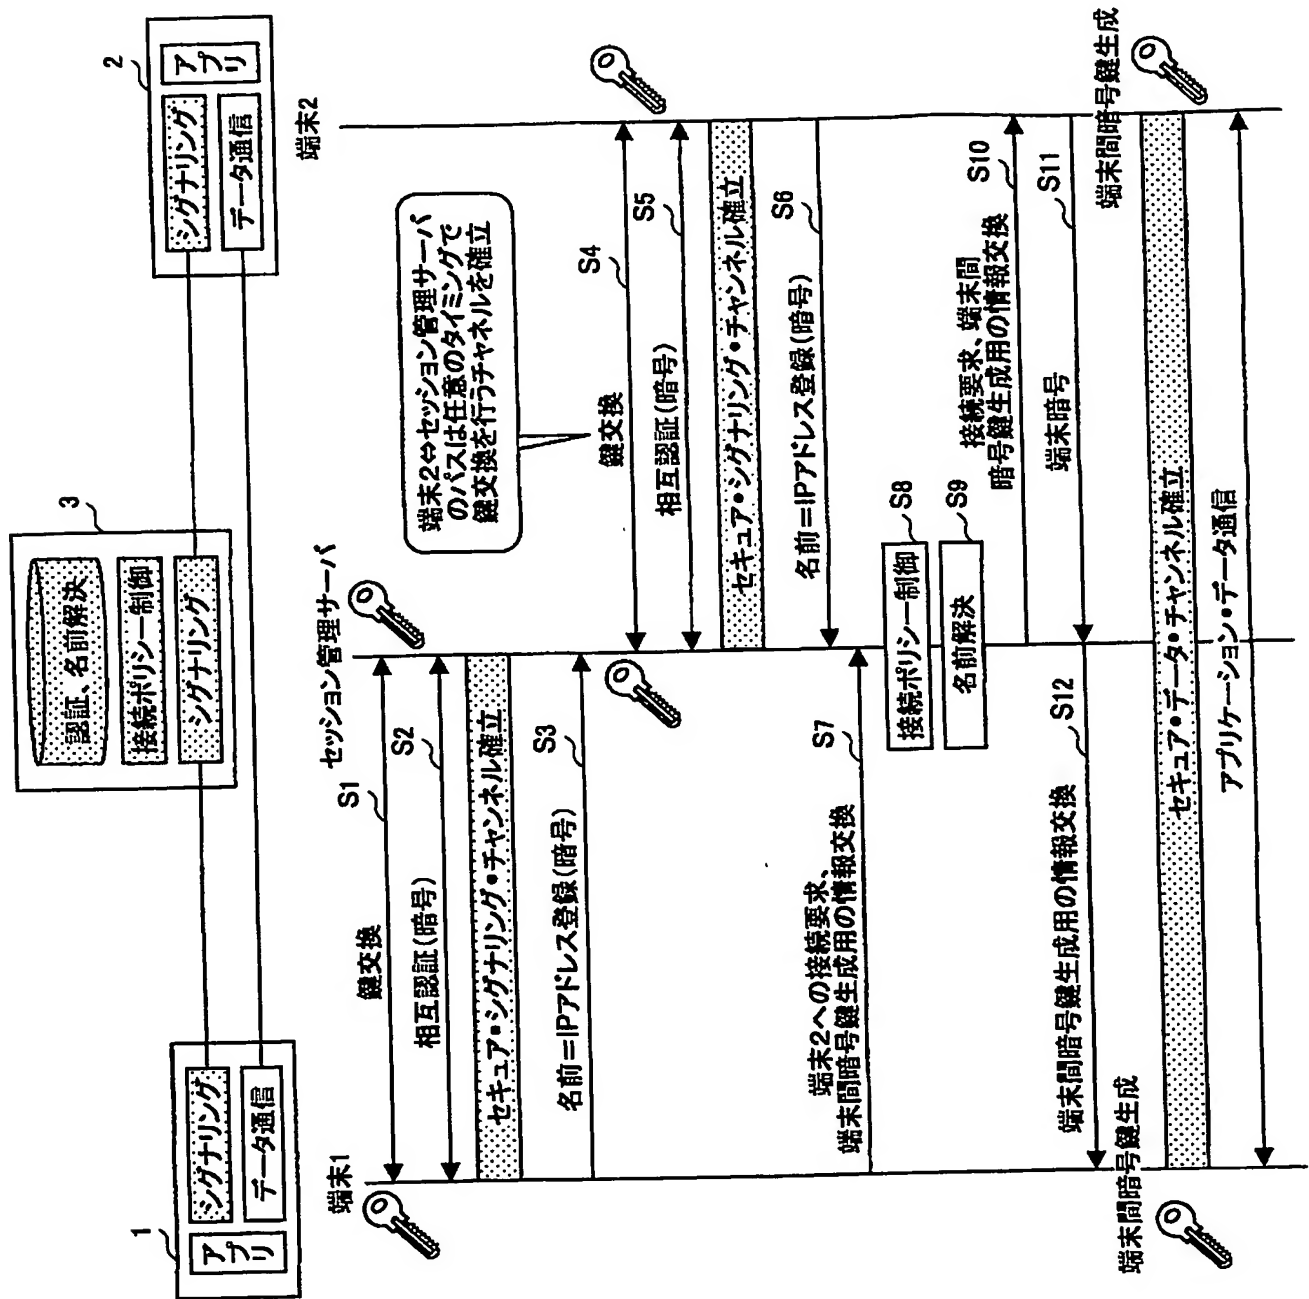 1
アプリ
シグナリング
データ通信
3
認証、名前解決
接続ポリシー制御
シグナリング
2
シグナリング
データ通信
アプリ
端末1
セッション管理サーバ
端末2
鍵交換
S1
相互認証(暗号)
S2
セキュア・シグナリング・チャンネル確立
名前=IPアドレス登録(暗号)
S3
端末2⇔セッション管理サーバ
のパスは任意のタイミングで
鍵交換を行うチャネルを確立
鍵交換
S4
相互認証(暗号)
S5
セキュア・シグナリング・チャンネル確立
名前=IPアドレス登録(暗号)
S6
端末2への接続要求、
端末間暗号鍵生成用の情報交換
S7
接続ポリシー制御
S8
名前解決
S9
接続要求、端末間
暗号鍵生成用の情報交換
S10
端末暗号
S11
端末間暗号鍵生成用の情報交換
S12
端末間暗号鍵生成
端末間暗号鍵生成
セキュア・データ・チャンネル確立
アプリケーション・データ通信